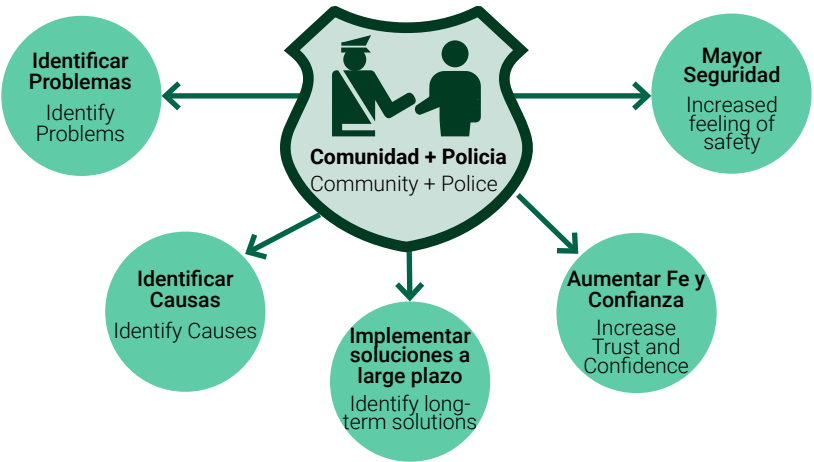 Identificar
Problemas
Identify
Problems
Comunidad + Policia
Community + Police
Mayor
Seguridad
Increased
feeling of
safety
Identificar
Causas
Identify Causes
Implementar
soluciones a
large plazo
Identify long-
term solutions
Aumentar Fe y
Confianza
Increase
Trust and
Confidence